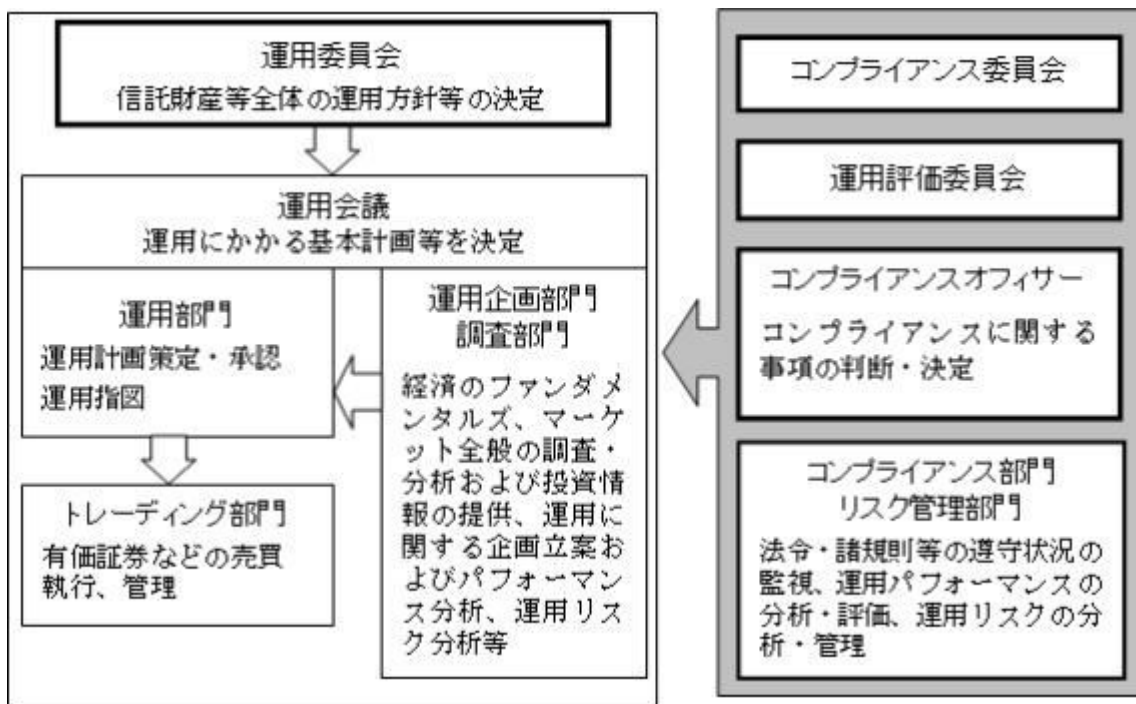 運用委員会
信託財産等全体の運用方針等の決定
運用会議
運用にかかる基本計画等を決定
運用部門
運用計画策定・承認
運用指図
運用企画部門
調査部門
経済のファンダメ
ンタルズ、マーケ
ット全般の調査・
分析および投資情
報の提供、運用に
関する企画立案お
よびパフォーマン
ス分析、運用リス
ク分析等
トレーディング部門
有価証券などの売買
執行、管理
コンプライアンス委員会
運用評価委員会
コンプライアンスオフィサー
コンプライアンスに関する
事項の判断・決定
コンプライアンス部門
リスク管理部門
法令・諸規則等の遵守状況の
監視、運用パフォーマンスの
分析・評価、運用リスクの分
析・管理